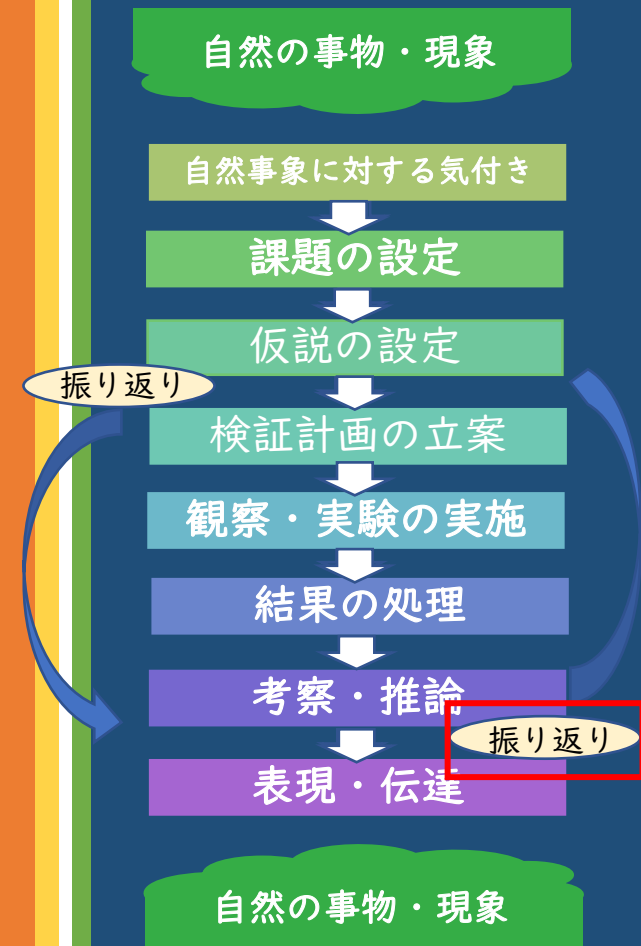 自然の事物・現象
自然事象に対する気付き
課題の設定
仮説の設定
振り返り
検証計画の立案
観察・実験の実施
結果の処理
考察・推論
振り返り
表現・伝達
自然の事物・現象